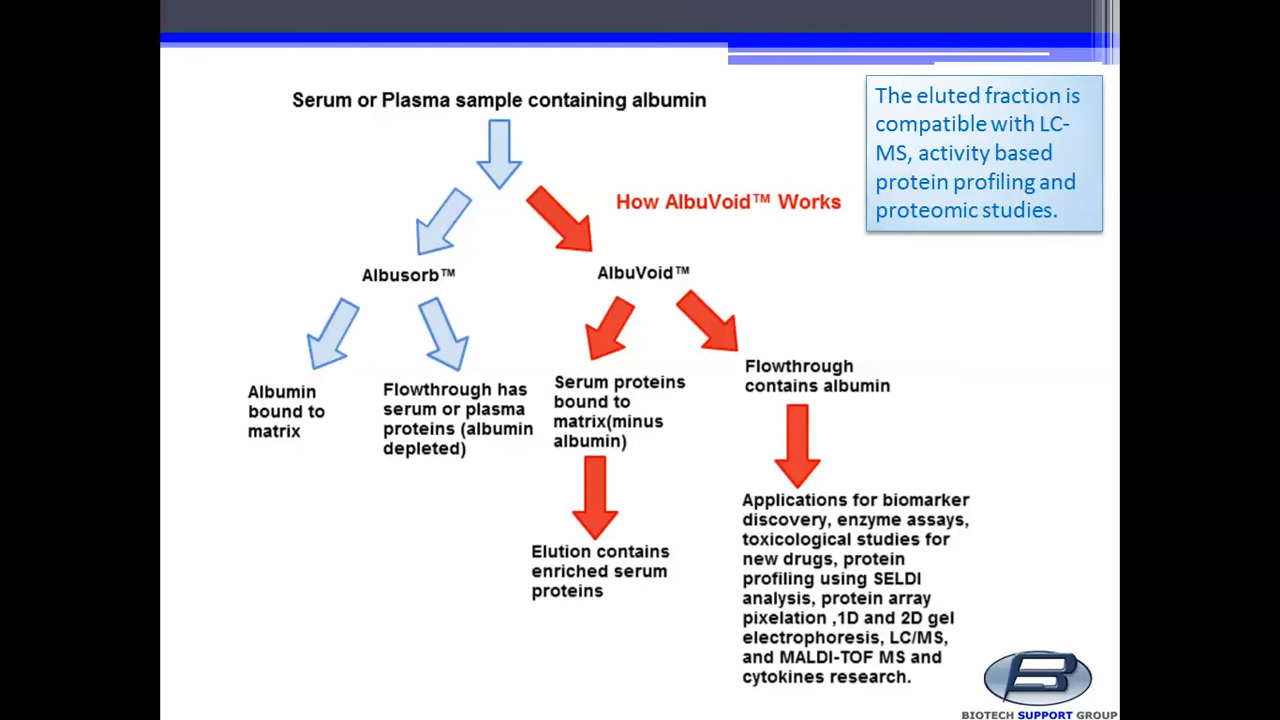 Serum or Plasma sample containing albumin
The eluted fraction is
compatible with LC-
MS, activity based
protein profiling and
proteomic studies.
How AlbuVoid™ Works
Albusorb™
AlbuVoid™
Albumin
bound to
matrix
Flowthrough has
serum or plasma
proteins (albumin
depleted)
Serum proteins
bound to
matrix(minus
albumin)
Flowthrough
contains albumin
Elution contains
enriched serum
proteins
Applications for biomarker
discovery, enzyme assays,
toxicological studies for
new drugs, protein
profiling using SELDI
analysis, protein array
pixelation ,1D and 2D gel
electrophoresis, LC/MS,
and MALDI-TOF MS and
cytokines research.
BIOTECH SUPPORT GROUP